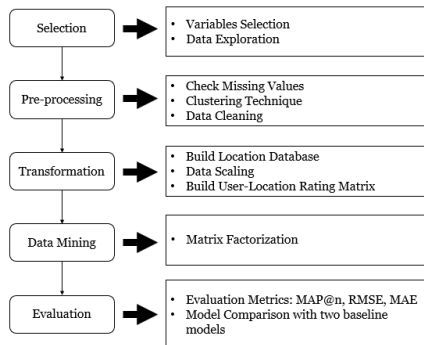 Selection
• Variables Selection
• Data Exploration
Pre-processing
• Check Missing Values
• Clustering Technique
• Data Cleaning
Transformation
• Build Location Database
• Data Scaling
• Build User-Location Rating Matrix
Data Mining
• Matrix Factorization
Evaluation
• Evaluation Metrics: MAP@n, RMSE, MAE
• Model Comparison with two baseline
models